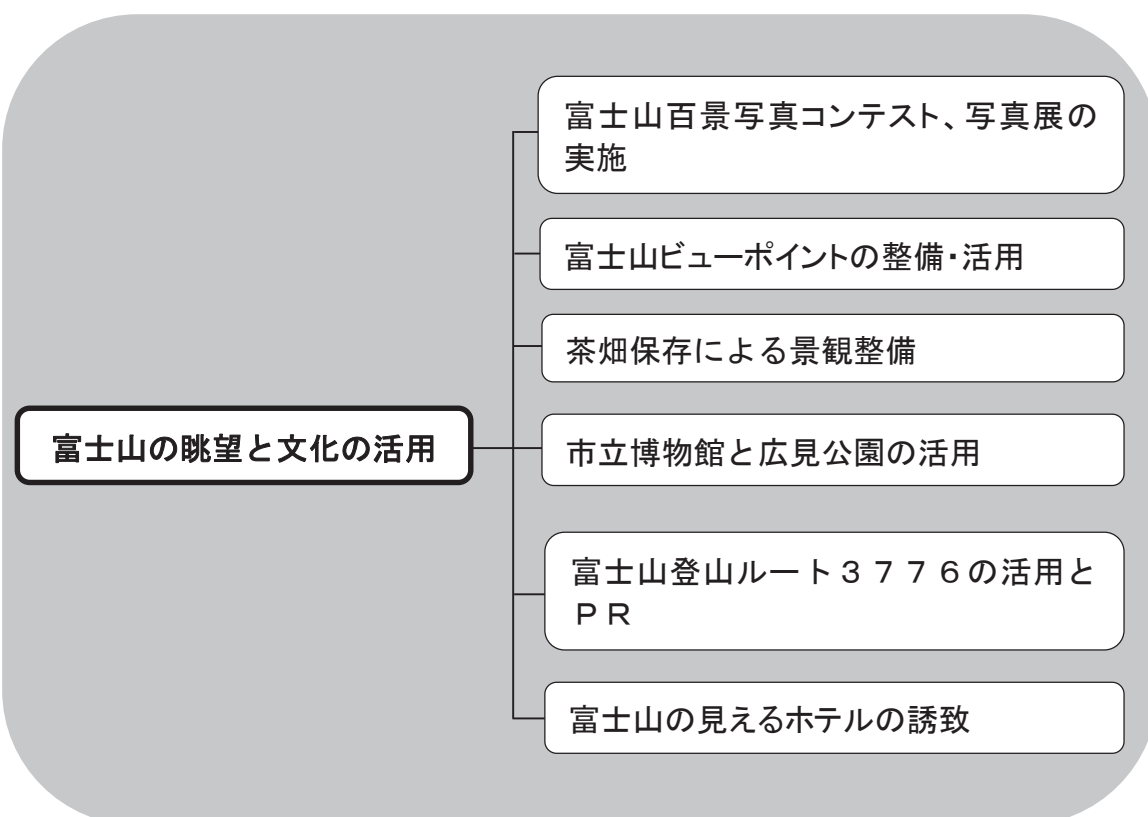 富士山百景写真コンテスト、写真展の
実施
富士山ビューポイントの整備・活用
茶畑保存による景観整備
富士山の眺望と文化の活用
市立博物館と広見公園の活用
富士山登山ルート３７７６の活用と
ＰＲ
富士山の見えるホテルの誘致